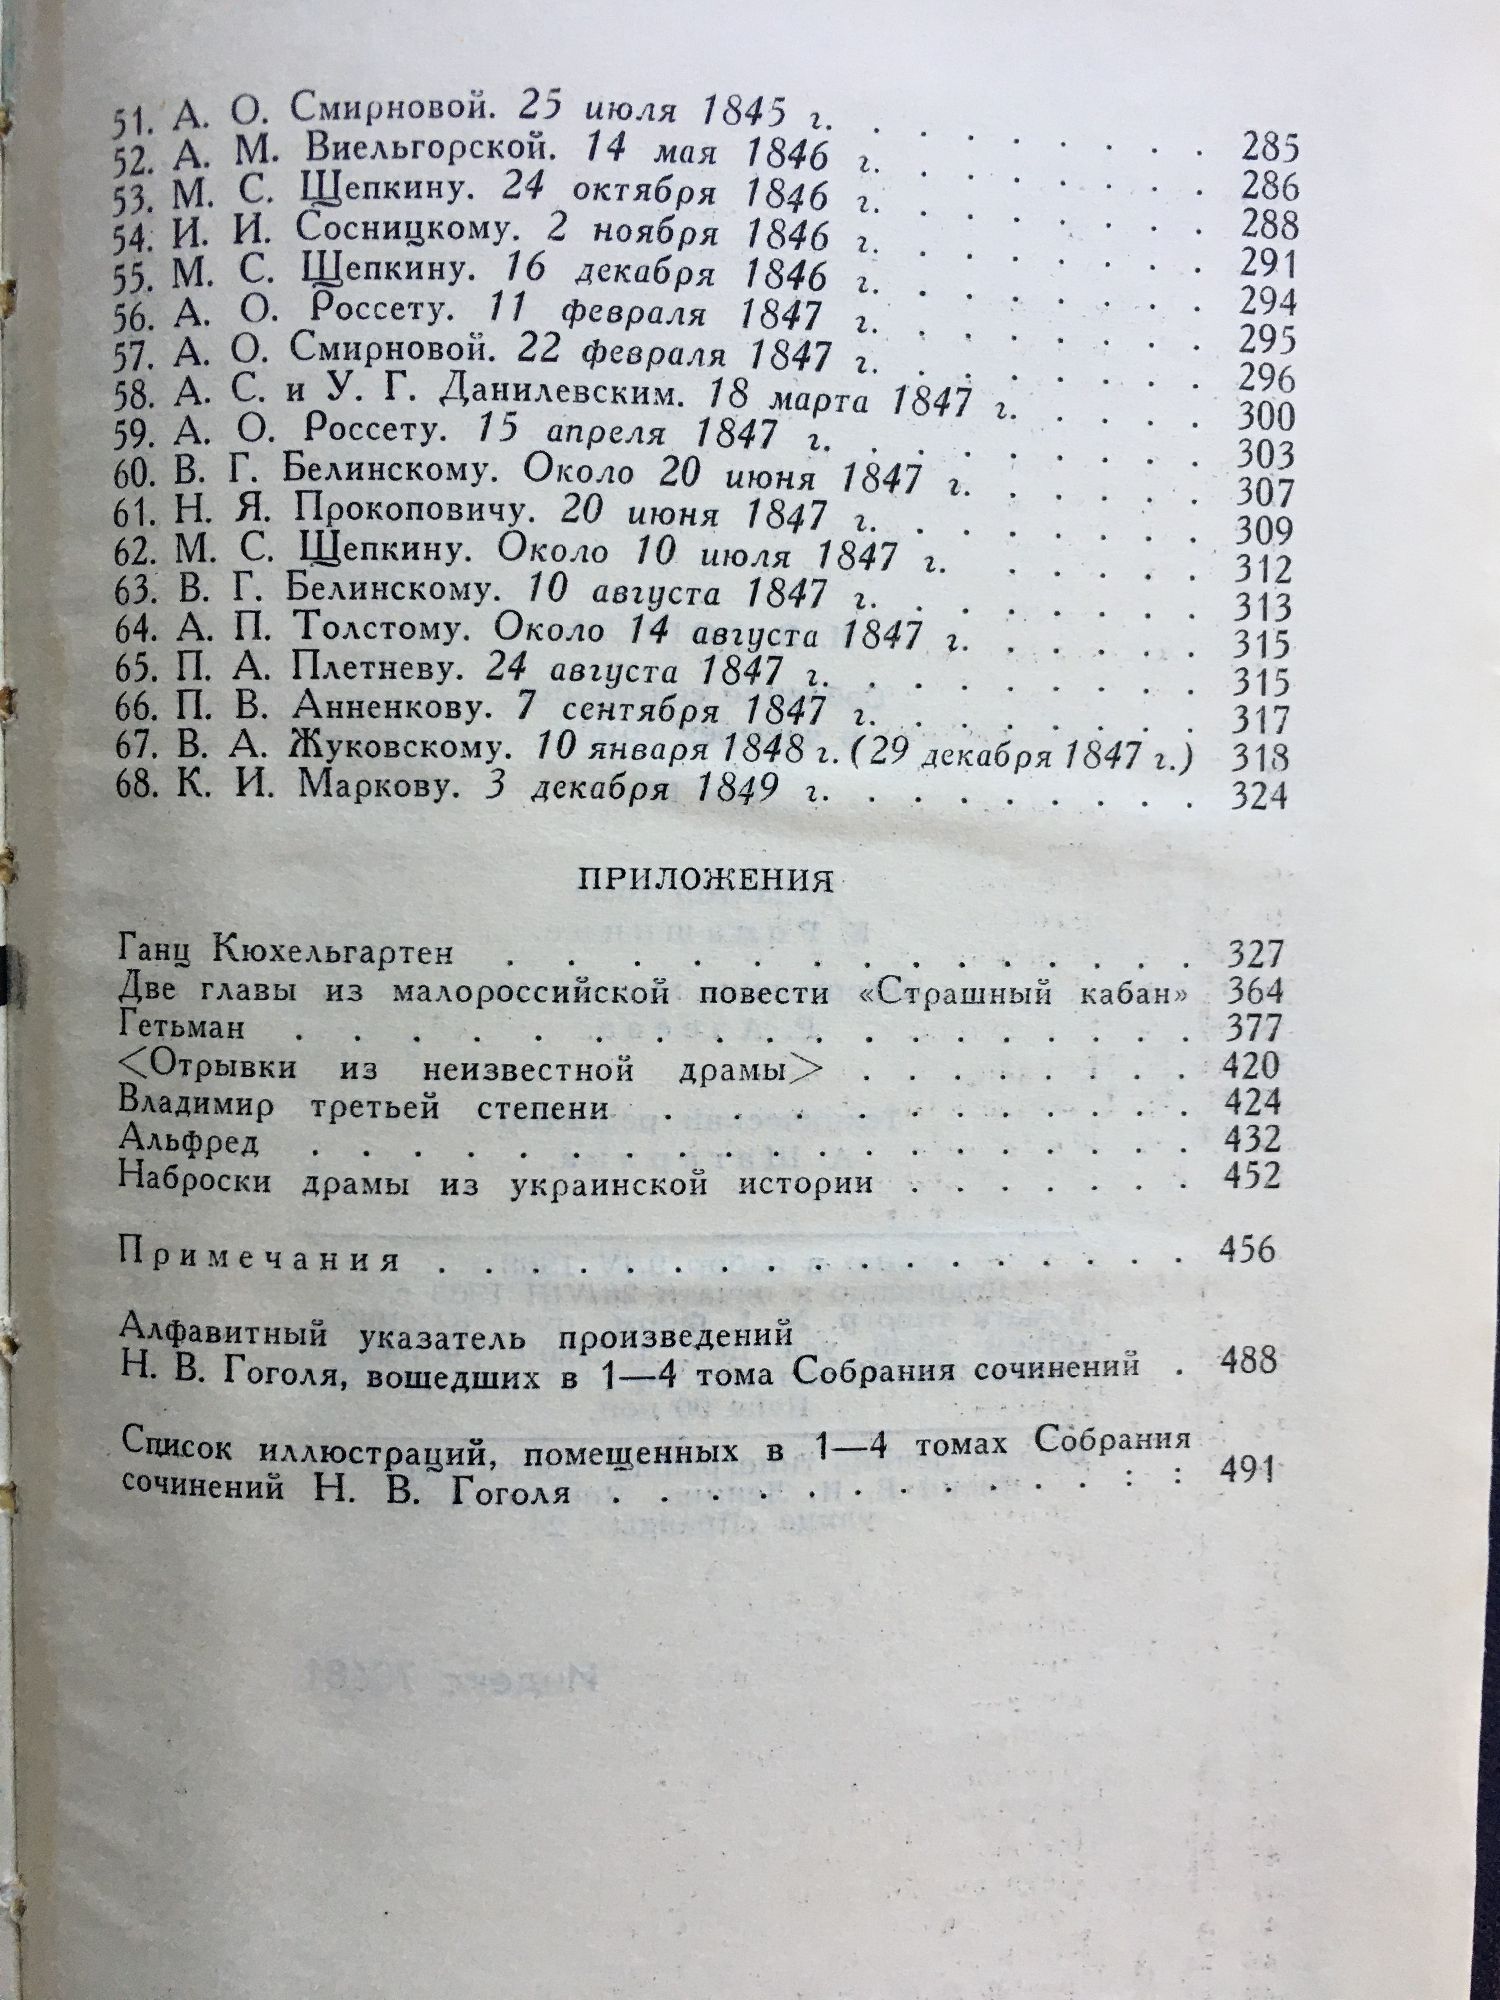 51. А. О. Смирновой. 25 июля 1845 г. . . . . . . . . 285
52. А. М. Виельгорской. 14 мая 1846 г. . . . . . . . 286
53. М. С. Щепкину. 24 октября 1846 г. . . . . . . . 288
54. И. И. Сосницкому. 2 ноября 1846 г. . . . . . . . 291
55. М. С. Щепкину. 16 декабря 1846 г. . . . . . . . 294
56. А. О. Россету. 11 февраля 1847 г. . . . . . . . 295
57. А. О. Смирновой. 22 февраля 1847 г. . . . . . . . 296
58. А. С. и У. Г. Данилевским. 18 марта 1847 г. . . . . 300
59. А. О. Россету. 15 апреля 1847 г. . . . . . . . . 303
60. В. Г. Белинскому. Около 20 июня 1847 г. . . . . . 307
61. Н. Я. Прокоповичу. 20 июня 1847 г. . . . . . . . 309
62. М. С. Щепкину. Около 10 июля 1847 г. . . . . . 312
63. В. Г. Белинскому. 10 августа 1847 г. . . . . . . . 313
64. А. П. Толстому. Около 14 августа 1847 г. . . . . . 315
65. П. А. Плетневу. 24 августа 1847 г. . . . . . . . . 315
66. П. В. Анненкову. 7 сентября 1847 г. . . . . . . . 317
67. В. А. Жуковскому. 10 января 1848 г. (29 декабря 1847 г.) 318
68. К. И. Маркову. 3 декабря 1849 г. . . . . . . . . 324
ПРИЛОЖЕНИЯ
Ганц Кюхельгартен . . . . . . . . . . . . 327
Две главы из малороссийской повести «Страшный кабан» 364
Гетьман . . . . . . . . . . . . . . . . 377
<Отрывки из неизвестной драмы> . . . . . . . . 420
Владимир третьей степени . . . . . . . . . . . 424
Альфред . . . . . . . . . . . . . . . . 432
Наброски драмы из украинской истории . . . . . . . 452
Примечания . . . . . . . . . . . . . . . 456
Алфавитный указатель произведений
Н. В. Гоголя, вошедших в 1—4 тома Собрания сочинений . 488
Список иллюстраций, помещенных в 1—4 томах Собрания
сочинений Н. В. Гоголя . . . . . . . . . . . : : 491